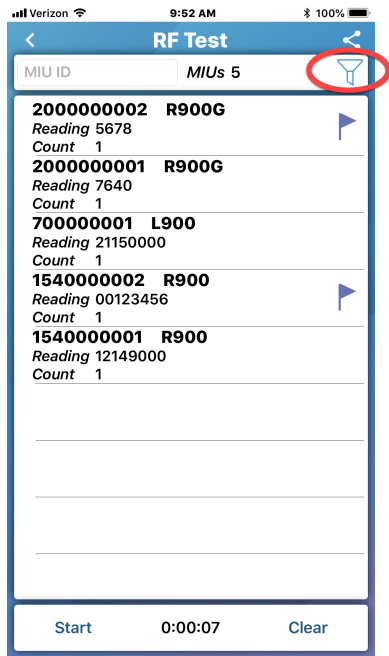 Verizon 9:52 AM 100%
RF Test
MIU ID MIUs 5
2000000002 R900G
Reading 5678
Count 1
2000000001 R900G
Reading 7640
Count 1
700000001 L900
Reading 21150000
Count 1
1540000002 R900
Reading 00123456
Count 1
1540000001 R900
Reading 12149000
Count 1
Start 0:00:07 Clear